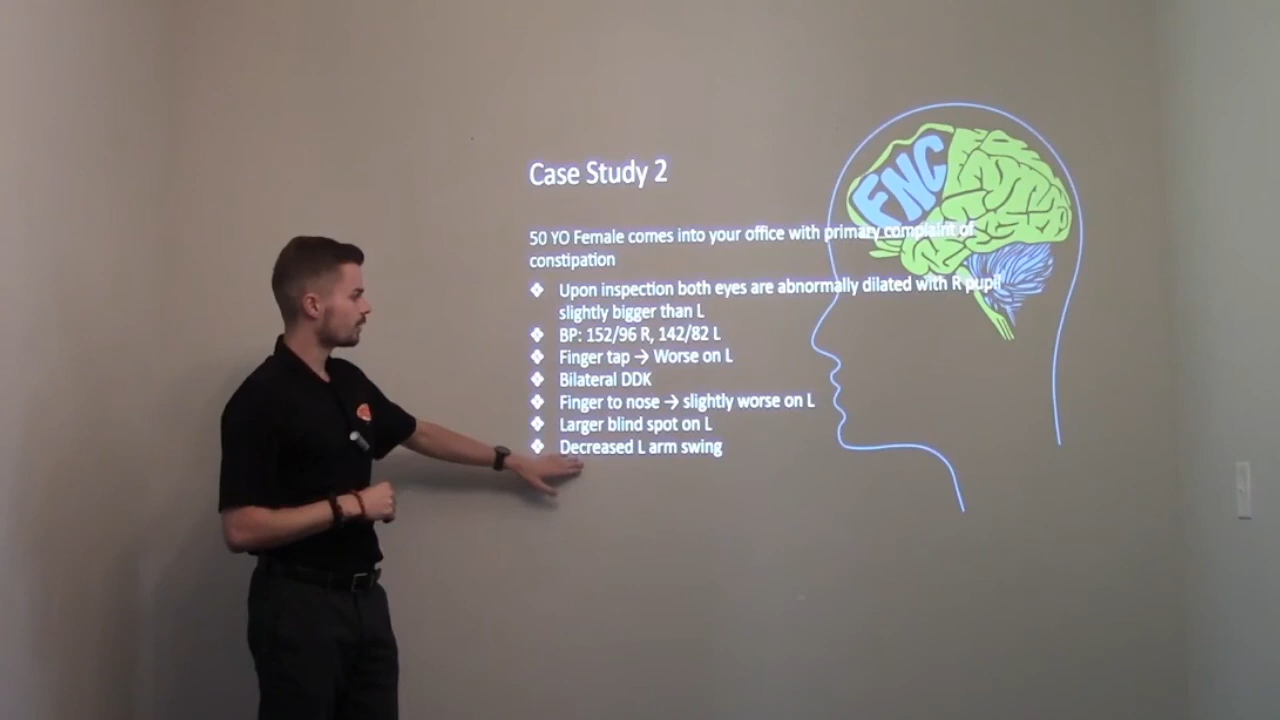 FNC
Case Study 2
50 YO Female comes into your office with primary complaint of
constipation
❖ Upon inspection both eyes are abnormally dilated with R pupil
slightly bigger than L
❖ BP: 152/96 R, 142/82 L
❖ Finger tap → Worse on L
❖ Bilateral DDK
❖ Finger to nose → slightly worse on L
❖ Larger blind spot on L
❖ Decreased L arm swing